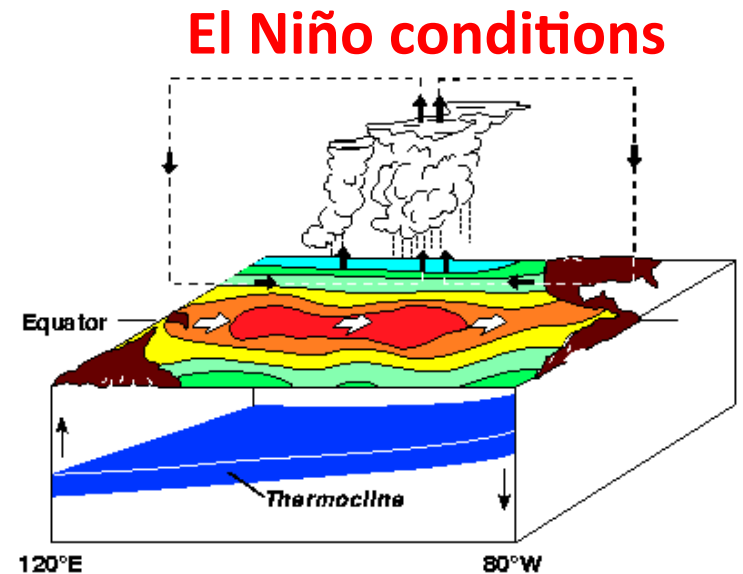 El Niño conditions
Equator
Thermocline
120°E
80°W